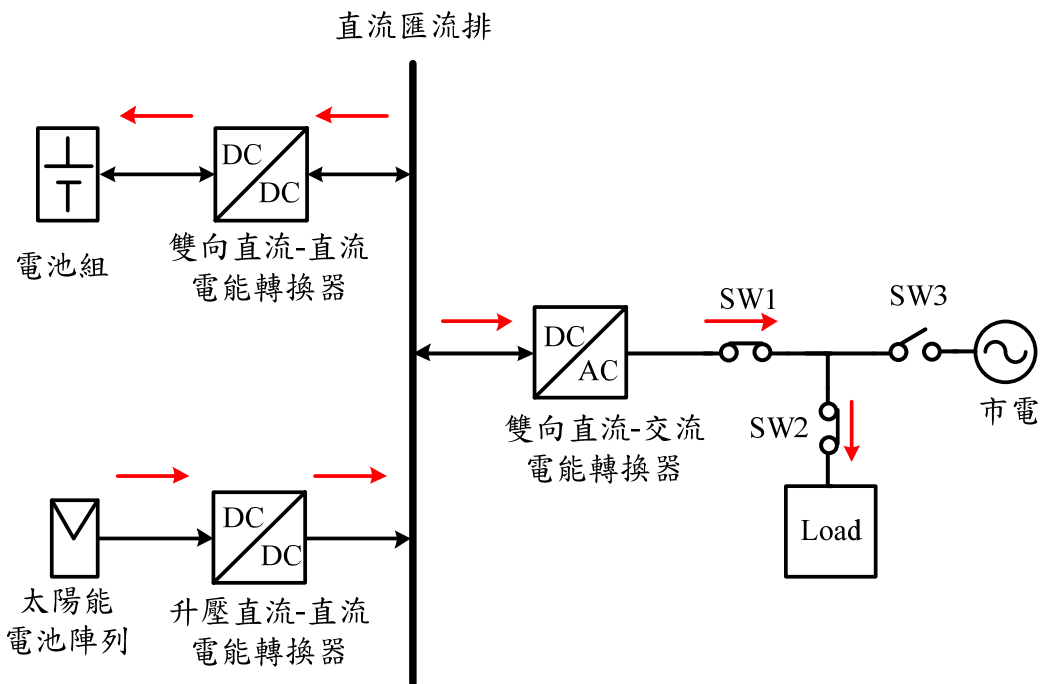 直流匯流排
DC
DC
電池組
雙向直流-直流
電能轉換器
SW1
SW3
DC
AC
市電
雙向直流-交流
電能轉換器
SW2
Load
DC
DC
太陽能
電池陣列
升壓直流-直流
電能轉換器